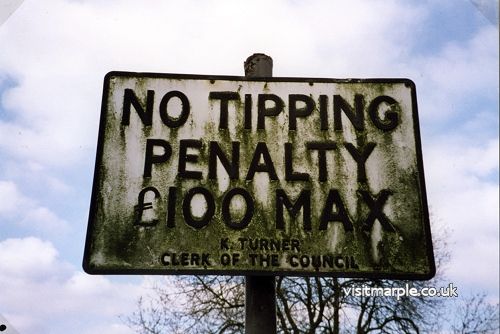 NO TIPPING
PENALTY
£100 MAX
K. TURNER
CLERK OF THE COUNCIL
visitmarple.co.uk